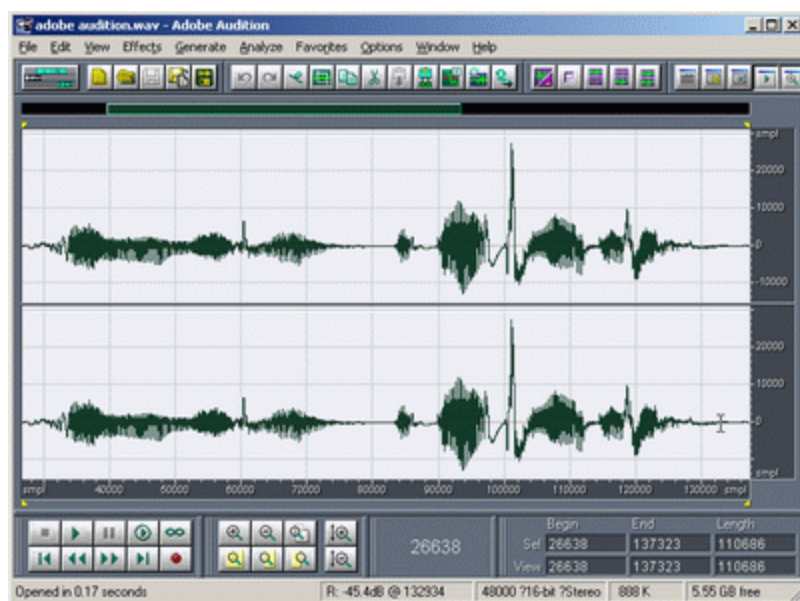 adobe audition.wav - Adobe Audition
File Edit View Effects Generate Analyze Favorites Options Window Help
smpl
20000
10000
0
-10000
20000
10000
0
smpl
smpl 40000 50000 60000 70000 80000 90000 100000 110000 120000 130000 smpl
Begin End Length
26638
Sel 26638 137323 110686
View 26638 137323 110686
Opened in 0.17 seconds R: -45.4dB @ 132934 48000 ?16-bit ?Stereo 888 K 5.55 GB free